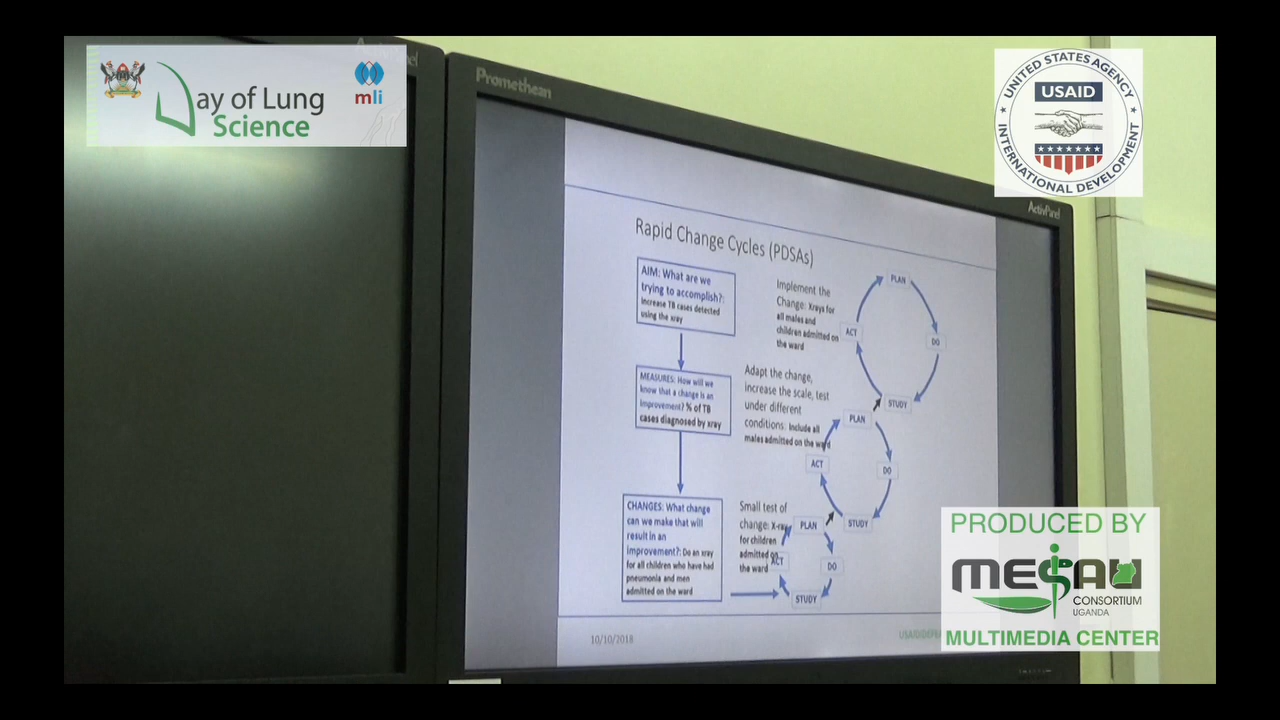 ActivPanel
Day of Lung
Science
mli
Promethean
UNITED STATES AGENCY
USAID
INTERNATIONAL DEVELOPMENT
ActivPanel
Rapid Change Cycles (PDSAs)
AIM: What are we
trying to accomplish?:
Increase TB cases detected
using the xray
MEASURES: How will we
know that a change is an
improvement? % of TB
cases diagnosed by xray
CHANGES: What change
can we make that will
result in an
improvement?: Do an xray
for all children who have had
pneumonia and men
admitted on the ward
Implement the
Change: Xrays for
all males and
children admitted on
the ward
PLAN
DO
STUDY
ACT
Adapt the change,
increase the scale, test
under different
conditions: Include all
males admitted on the ward
PLAN
DO
STUDY
ACT
Small test of
change: X-ray
for children
admitted on
the ward
PLAN
DO
STUDY
ACT
10/10/2018
PRODUCED BY
MESAU
CONSORTIUM
UGANDA
MULTIMEDIA CENTER